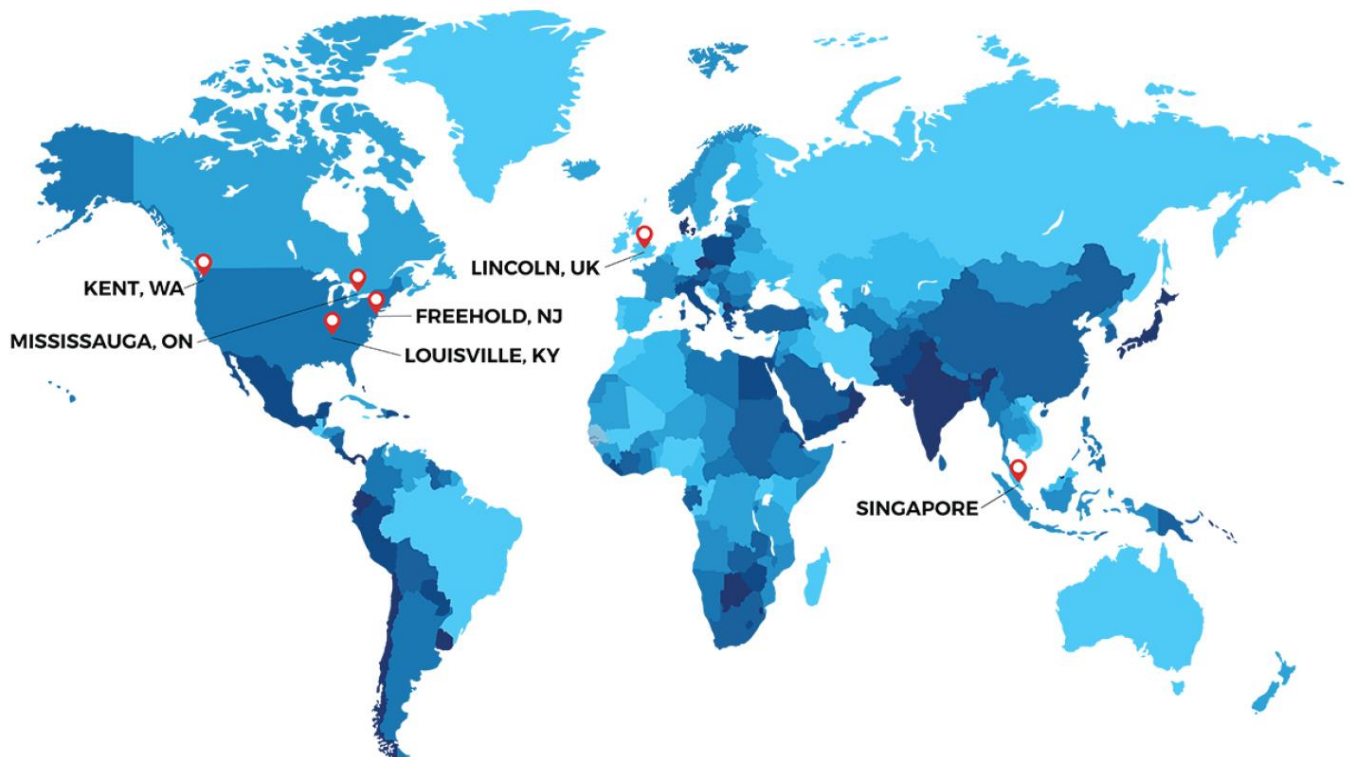 LINCOLN, UK
KENT, WA
FREEHOLD, NJ
MISSISSAUGA, ON
LOUISVILLE, KY
SINGAPORE